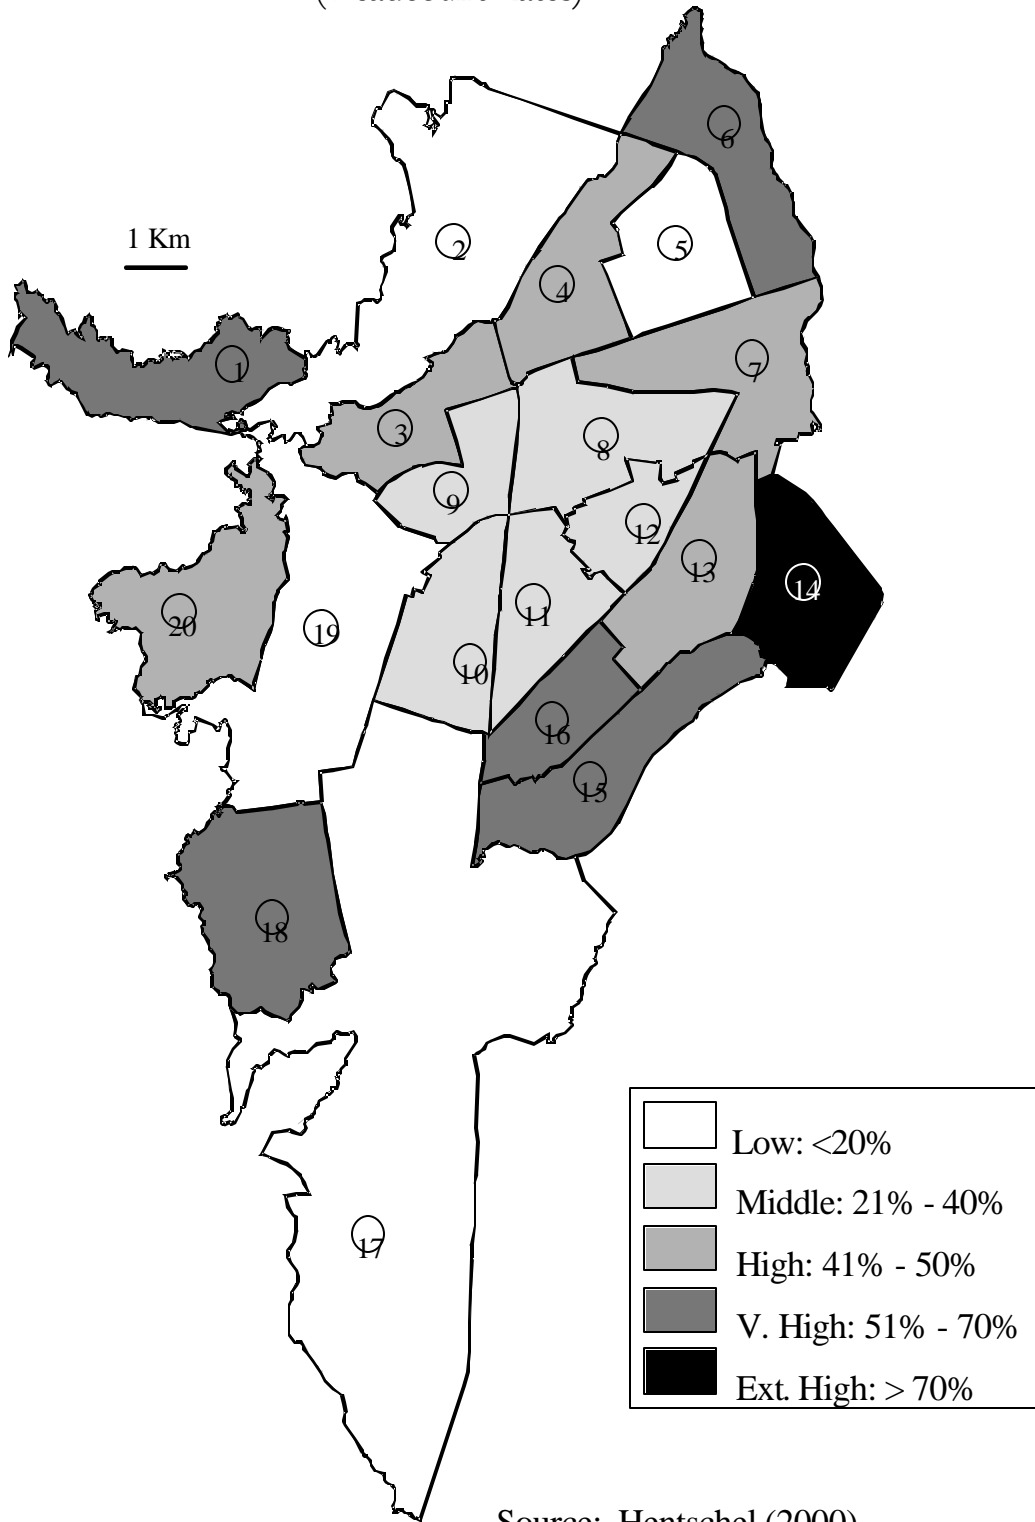 6
1 Km
2
5
4
1
7
3
8
9
12
13
14
20
19
11
10
16
15
18
17
Low: <20%
Middle: 21% - 40%
High: 41% - 50%
V. High: 51% - 70%
Ext. High: > 70%
Source: Hentschel (2000)